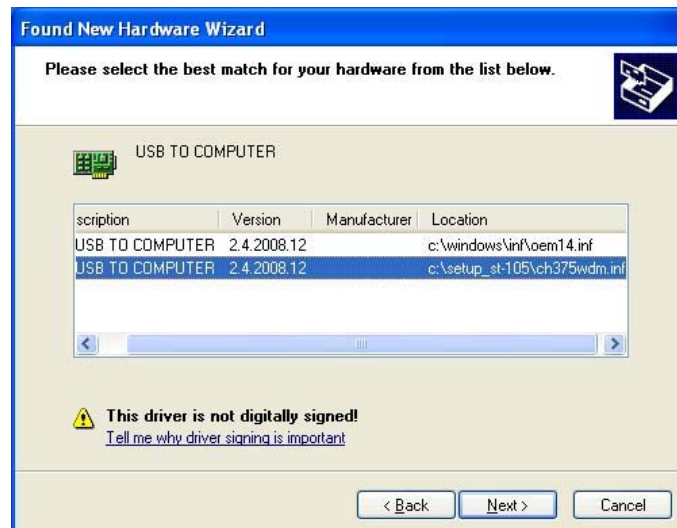 Found New Hardware Wizard
Please select the best match for your hardware from the list below.
USB TO COMPUTER
scription Version Manufacturer Location
USB TO COMPUTER 2.4.2008.12 c:\windows\inf\oem14.inf
USB TO COMPUTER 2.4.2008.12 c:\setup_st-105\ch375wdm.inf
This driver is not digitally signed!
Tell me why driver signing is important
< Back Next > Cancel